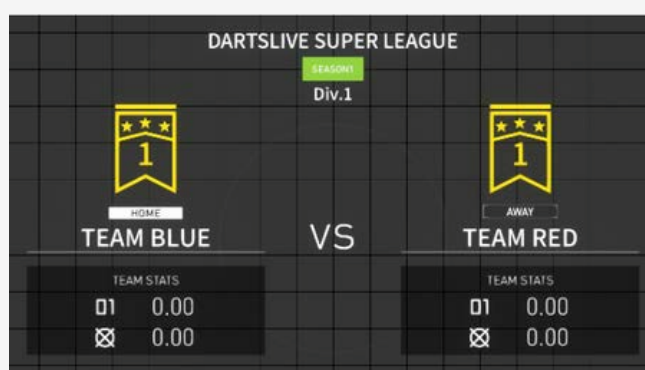 DARTSLIVE SUPER LEAGUE
SEASON1
Div.1
1
1
HOME
AWAY
TEAM BLUE
VS
TEAM RED
TEAM STATS
TEAM STATS
01 0.00
01 0.00
0.00
0.00